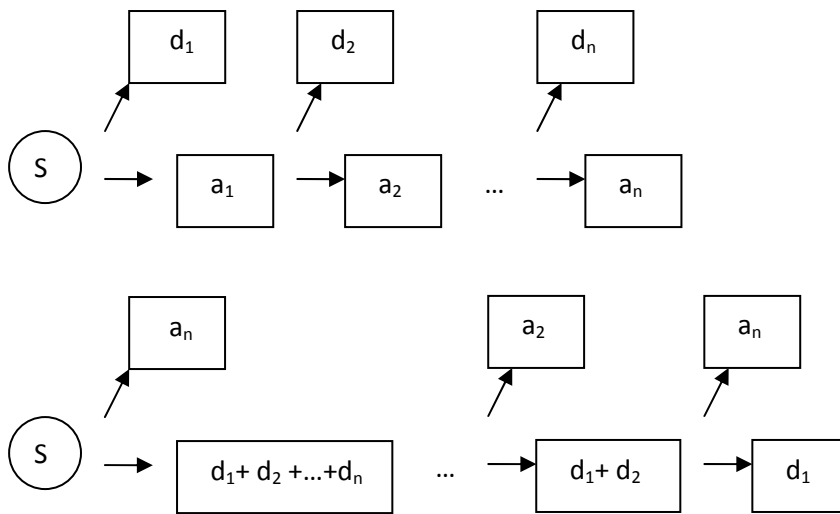 d₁ d₂ dₙ
S a₁ a₂ ... aₙ
aₙ a₂ aₙ
S d₁+ d₂ +...+dₙ ... d₁+ d₂ d₁